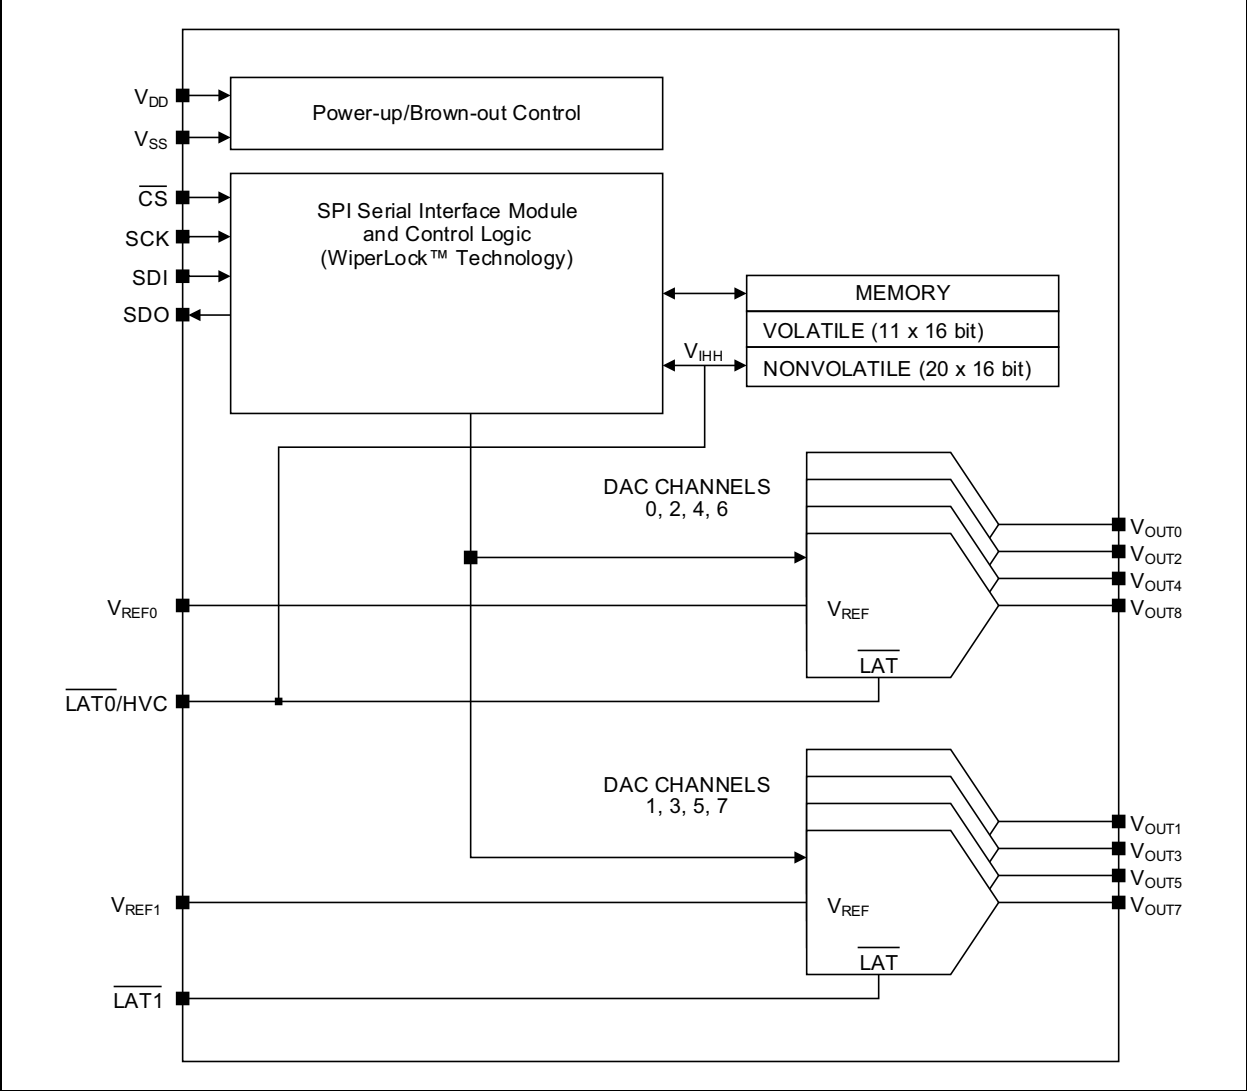 VDD
Power-up/Brown-out Control
VSS
CS
SPI Serial Interface Module
and Control Logic
(WiperLock™ Technology)
SCK
SDI
SDO
MEMORY
VOLATILE (11 x 16 bit)
VIHH
NONVOLATILE (20 x 16 bit)
DAC CHANNELS
0, 2, 4, 6
VOUT0
VOUT2
VOUT4
VOUT8
VREF0
VREF
LAT
LAT0/HVC
DAC CHANNELS
1, 3, 5, 7
VOUT1
VOUT3
VOUT5
VOUT7
VREF1
VREF
LAT
LAT1